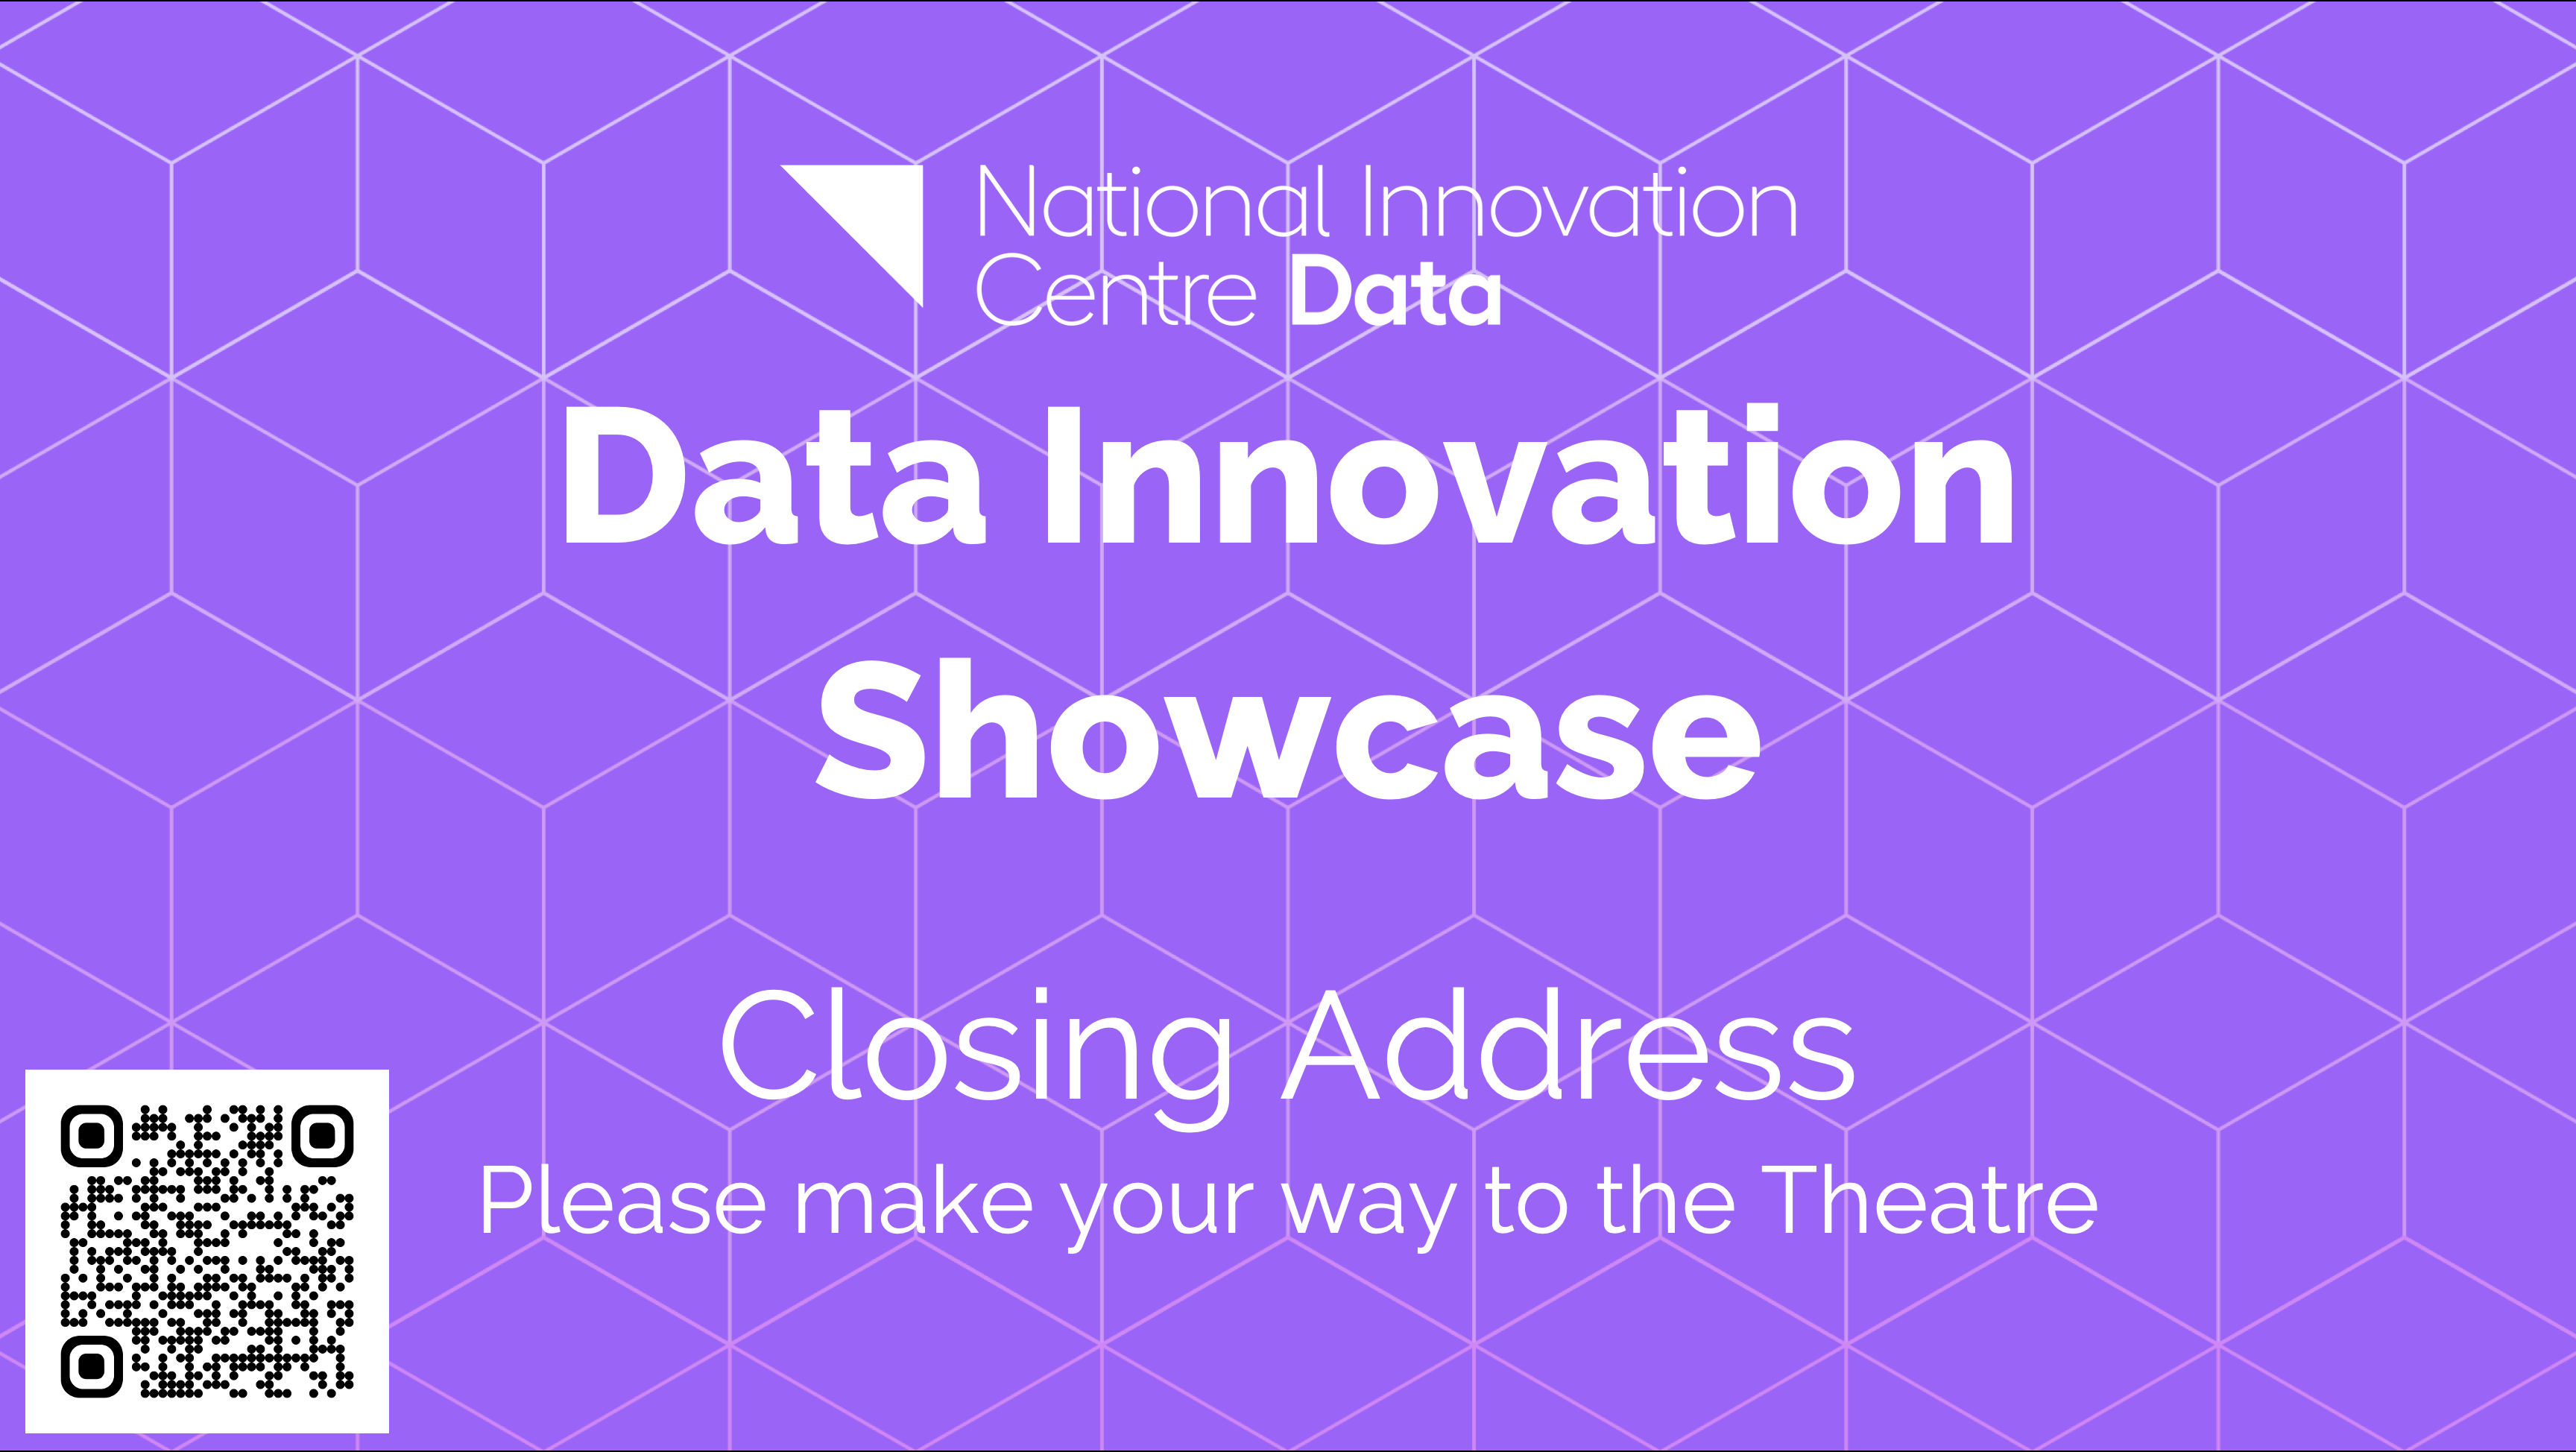 National Innovation
Centre Data
Data Innovation
Showcase
Closing Address
Please make your way to the Theatre